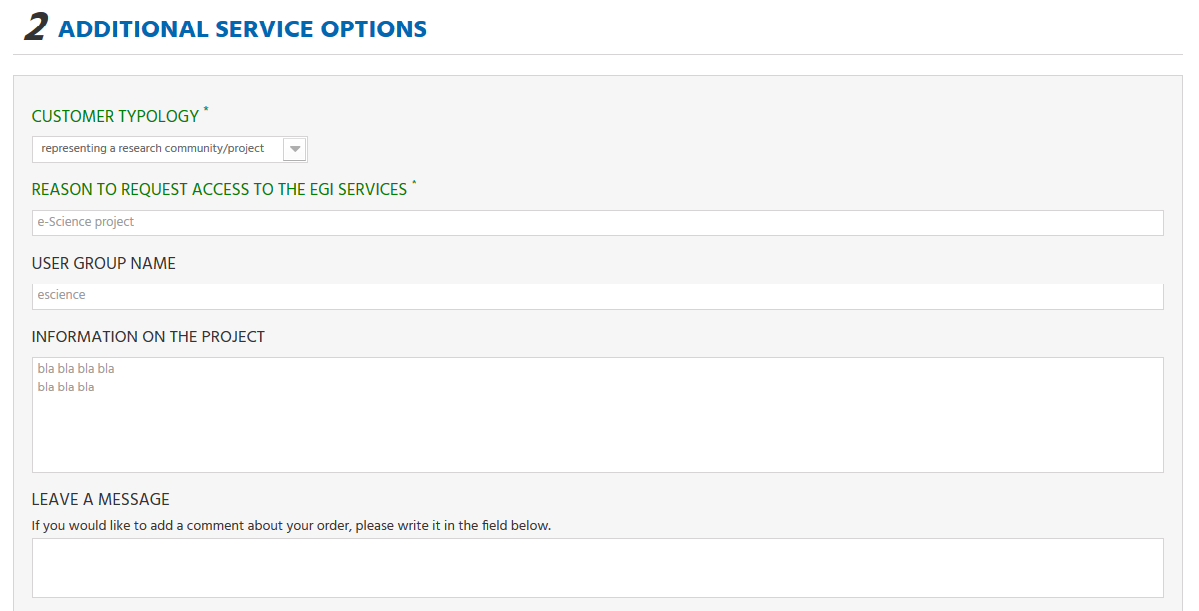 2 ADDITIONAL SERVICE OPTIONS
CUSTOMER TYPOLOGY *
representing a research community/project
REASON TO REQUEST ACCESS TO THE EGI SERVICES *
e-Science project
USER GROUP NAME
escience
INFORMATION ON THE PROJECT
bla bla bla bla
bla bla bla
LEAVE A MESSAGE
If you would like to add a comment about your order, please write it in the field below.